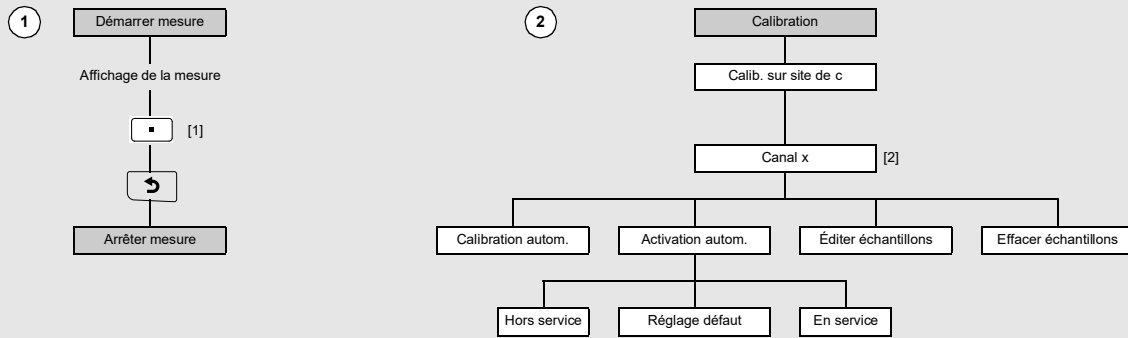 1
Démarrer mesure
Affichage de la mesure
[1]
Arrêter mesure
2
Calibration
Calib. sur site de c
Canal x
[2]
Calibration autom.
Activation autom.
Éditer échantillons
Effacer échantillons
Hors service
Réglage défaut
En service